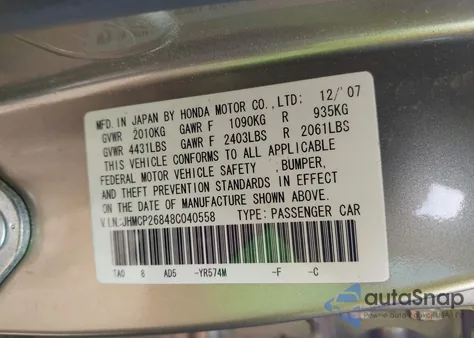 MFD. IN JAPAN BY HONDA MOTOR CO., LTD: 12/'07
GVWR 2010KG GAWR F 1090KG R 935KG
GVWR 4431LBS GAWR F 2403LBS R 2061LBS
THIS VEHICLE CONFORMS TO ALL APPLICABLE
FEDERAL MOTOR VEHICLE SAFETY ,BUMPER,
AND THEFT PREVENTION STANDARDS IN EFFECT
ON THE DATE OF MANUFACTURE SHOWN ABOVE.
V.I.N.:JHMCP26848C040558 TYPE: PASSENGER CAR
TA0 8 AD5 -YR574M -F -C
autoSnap